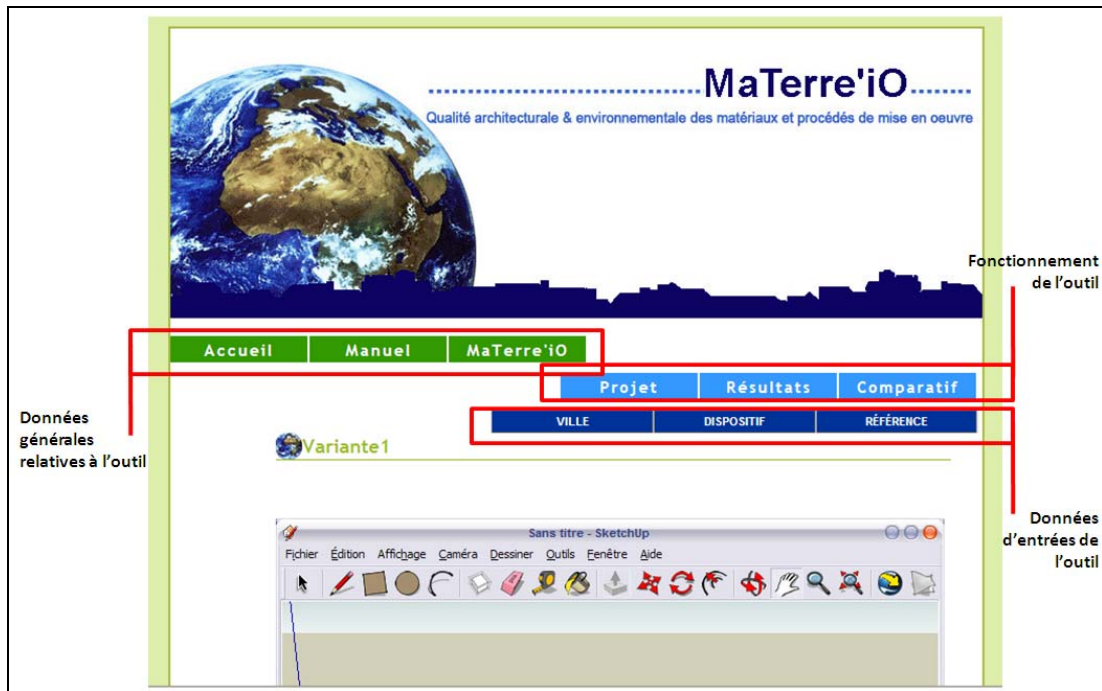 MaTerre'iO
Qualité architecturale & environnementale des matériaux et procédés de mise en oeuvre
Fonctionnement
de l'outil
Accueil Manuel MaTerre'iO
Projet Résultats Comparatif
VILLE DISPOSITIF RÉFÉRENCE
Données
générales
relatives à l'outil
Variante1
Données
d'entrées de
l'outil
Sans titre - SketchUp
Fichier Édition Affichage Caméra Dessiner Outils Fenêtre Aide